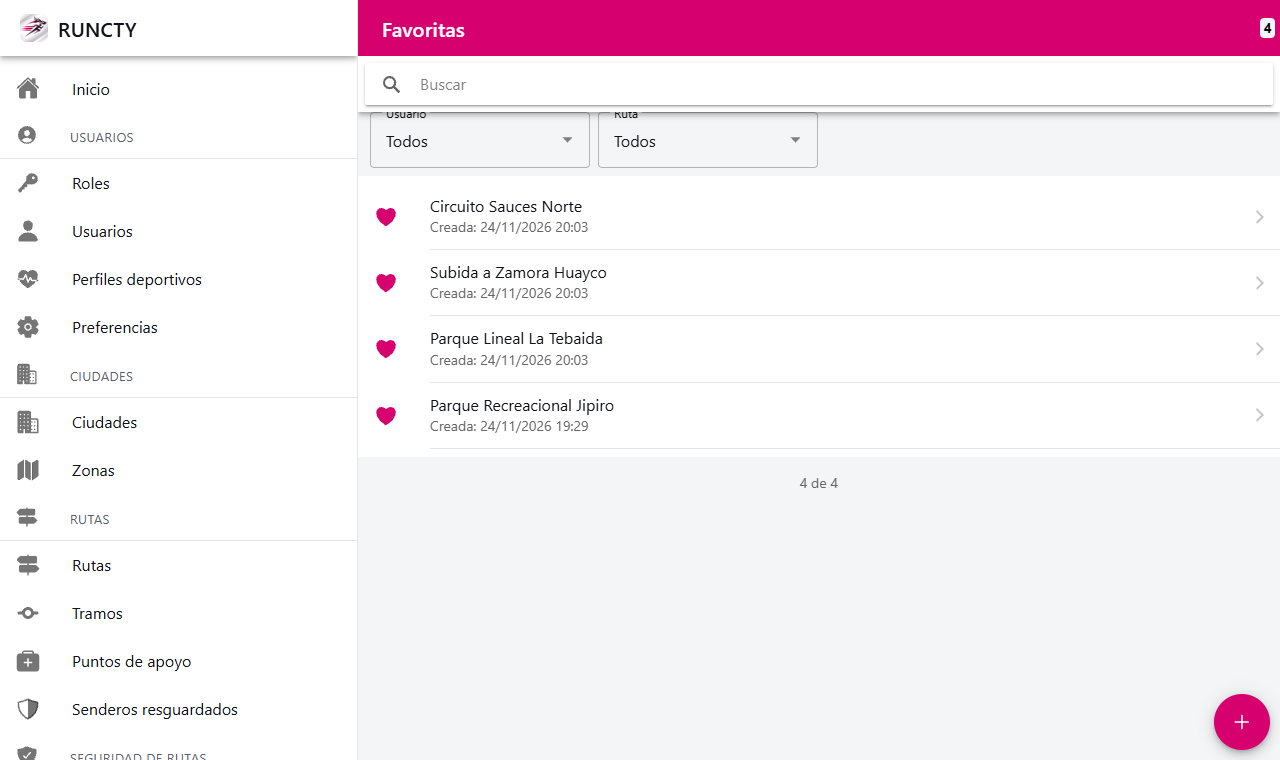 RUNCTY
Inicio
USUARIOS
Roles
Usuarios
Perfiles deportivos
Preferencias
CIUDADES
Ciudades
Zonas
RUTAS
Rutas
Tramos
Puntos de apoyo
Senderos resguardados
SEGURIDAD DE RUTAS
Favoritas
4
Buscar
Usuario
Todos
Ruta
Todos
Circuito Sauces Norte
Creada: 24/11/2026 20:03
Subida a Zamora Huayco
Creada: 24/11/2026 20:03
Parque Lineal La Tebaida
Creada: 24/11/2026 20:03
Parque Recreacional Jipiro
Creada: 24/11/2026 19:29
4 de 4